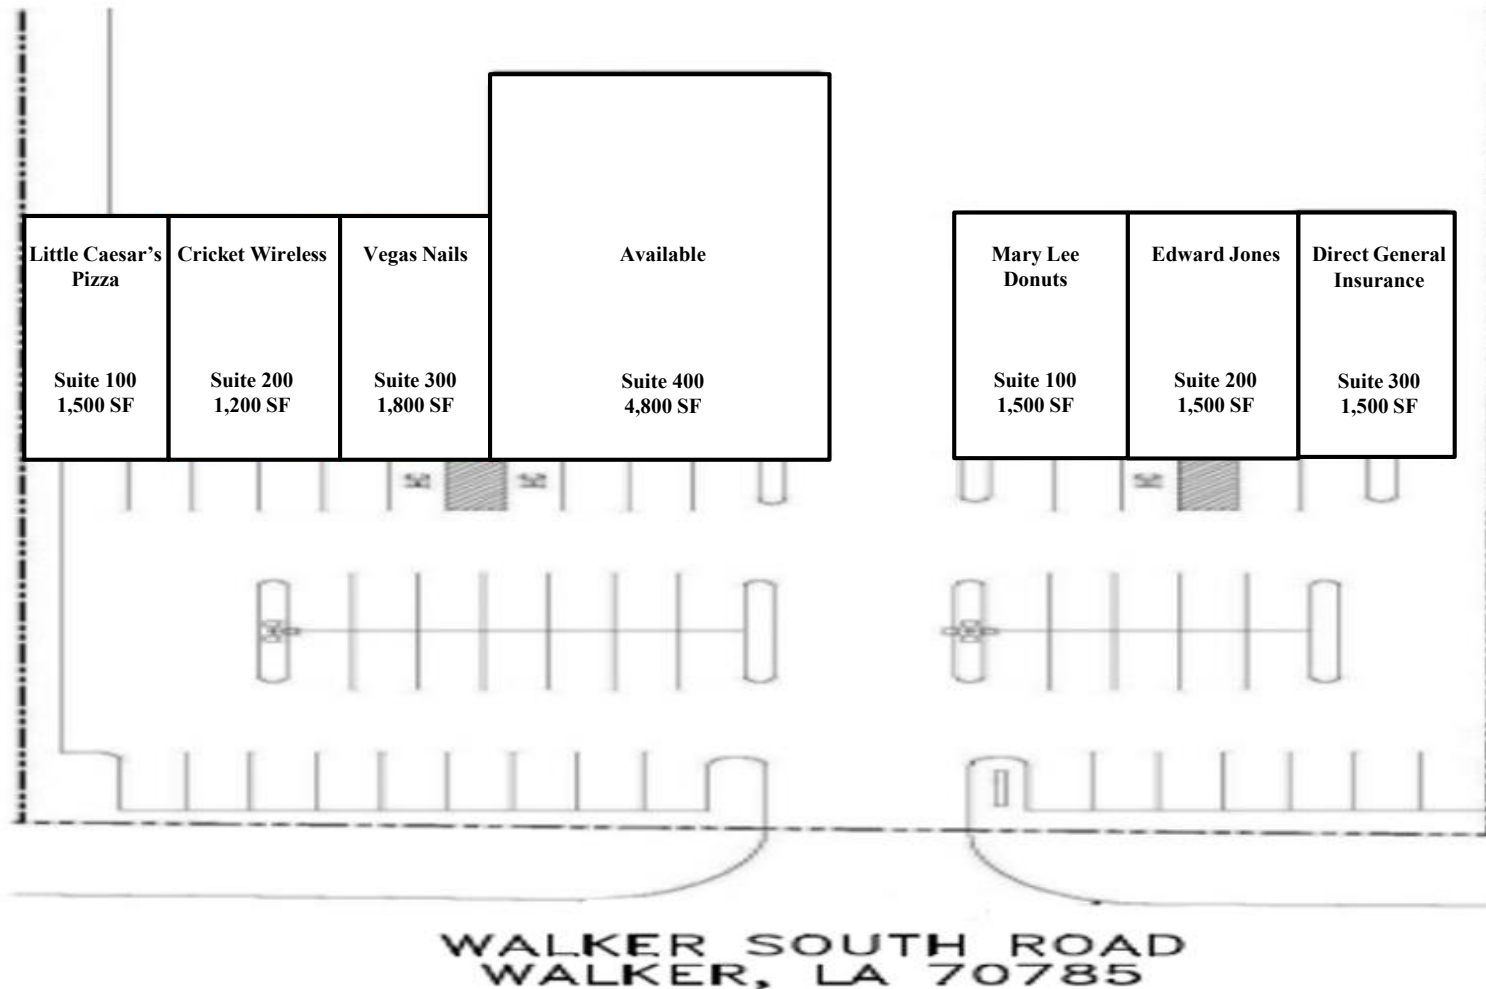 Little Caesar's
Pizza
Suite 100
1,500 SF
Cricket Wireless
Suite 200
1,200 SF
Vegas Nails
Suite 300
1,800 SF
Available
Suite 400
4,800 SF
Mary Lee
Donuts
Suite 100
1,500 SF
Edward Jones
Suite 200
1,500 SF
Direct General
Insurance
Suite 300
1,500 SF
WALKER SOUTH ROAD
WALKER, LA 70785